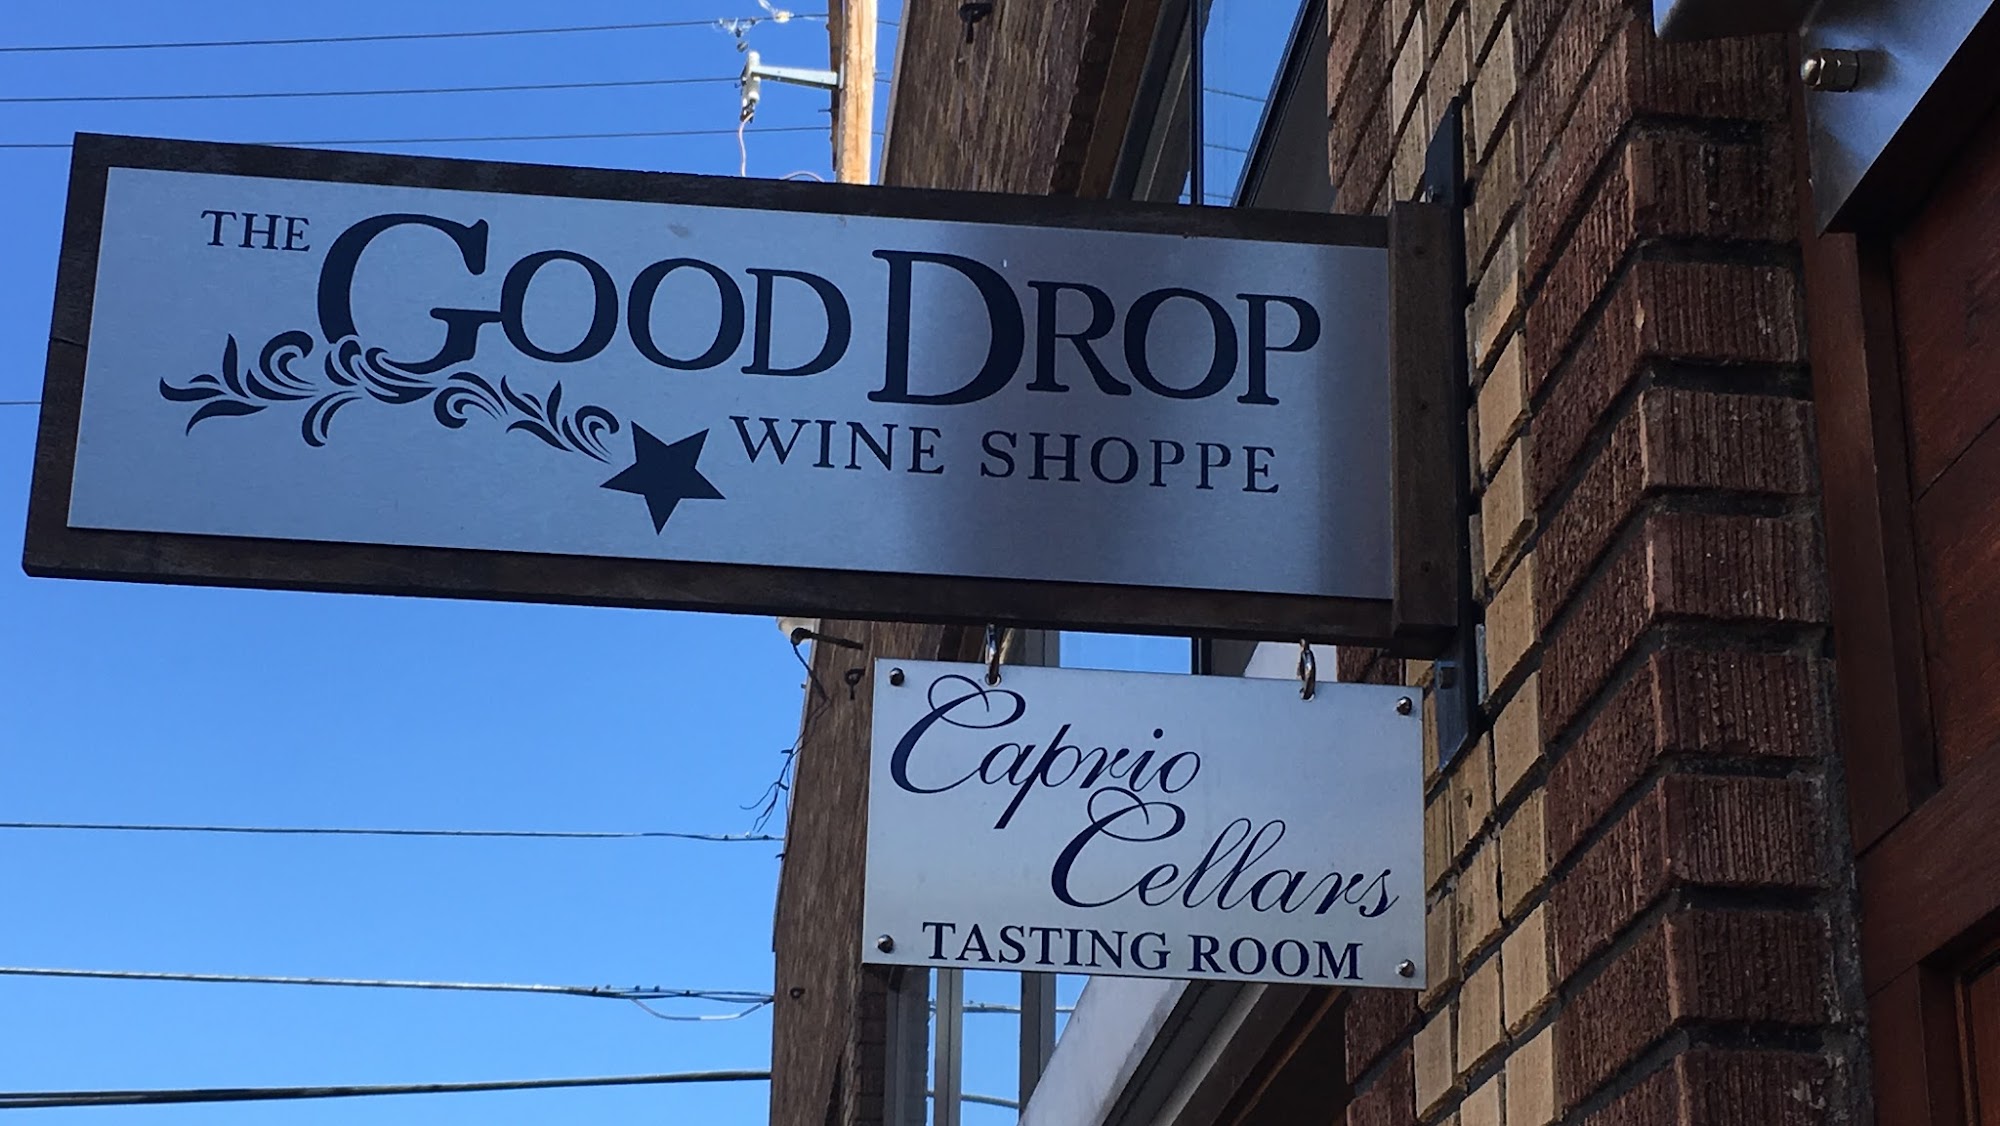 THE GOOD DROP
WINE SHOPPE
Caprio
Cellars
TASTING ROOM